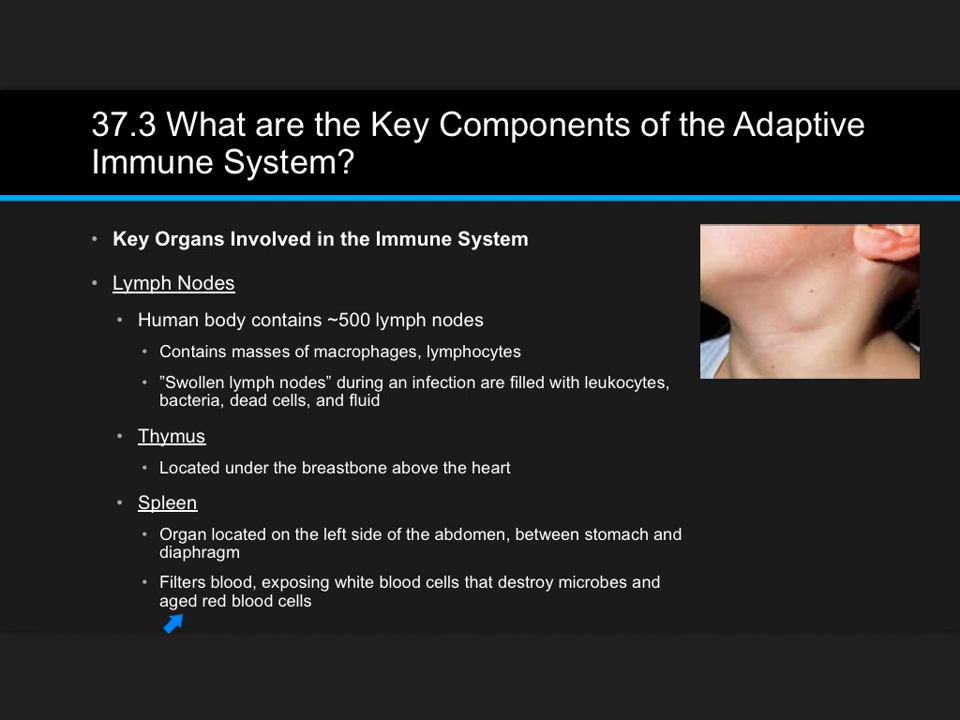 37.3 What are the Key Components of the Adaptive
Immune System?
• Key Organs Involved in the Immune System
• Lymph Nodes
• Human body contains ~500 lymph nodes
• Contains masses of macrophages, lymphocytes
• ”Swollen lymph nodes” during an infection are filled with leukocytes,
bacteria, dead cells, and fluid
• Thymus
• Located under the breastbone above the heart
• Spleen
• Organ located on the left side of the abdomen, between stomach and
diaphragm
• Filters blood, exposing white blood cells that destroy microbes and
aged red blood cells